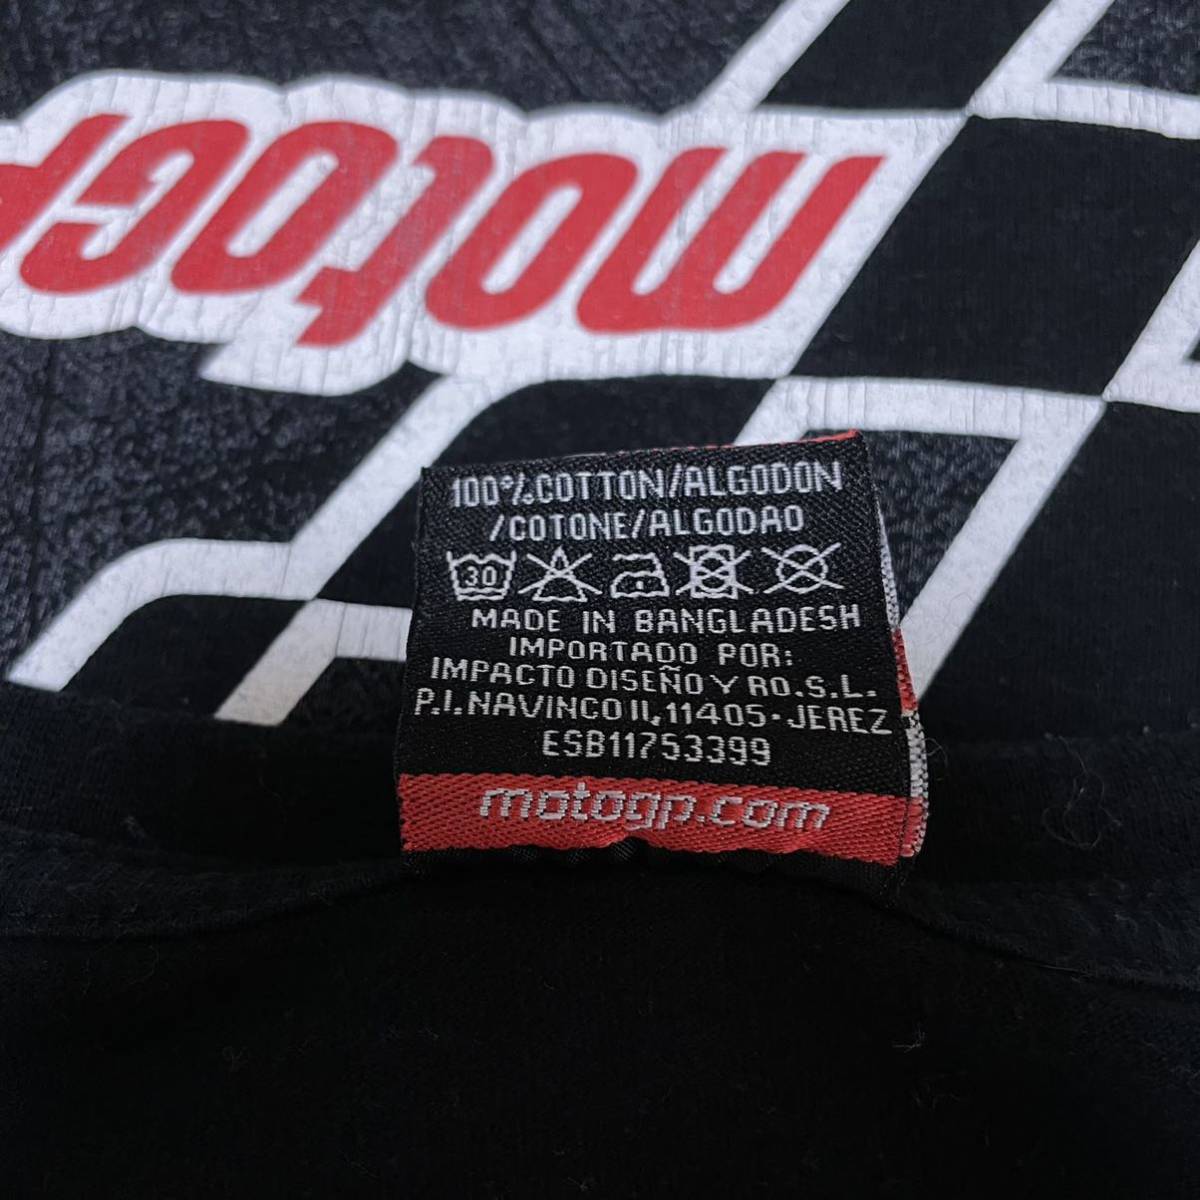 motoGP
100%COTTON/ALGODON
/COTONE/ALGODAO
30
MADE IN BANGLADESH
IMPORTADO POR:
IMPACTO DISEÑO Y RO.S.L.
P.I.NAVINCO II,11405·JEREZ
ESB11753399
motogp.com